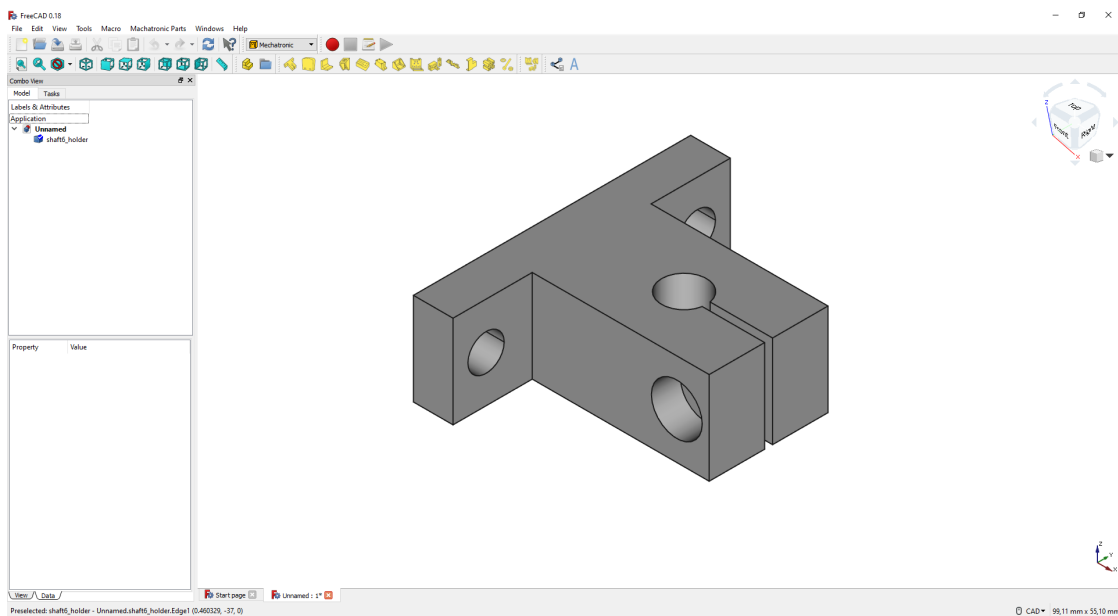 FreeCAD 0.18
File Edit View Tools Macro Machatronic Parts Windows Help
Mechatronic
Combo View
Model Tasks
Labels & Attributes
Application
Unnamed
shaft6_holder
Property Value
Top
Right
Z
X
View Data
Start page
Unnamed : 1*
Z
Y
X
Preselected: shaft6_holder - Unnamed.shaft6_holder.Edge1 (0.460329, -37, 0)
CAD
99,11 mm x 55,10 mm